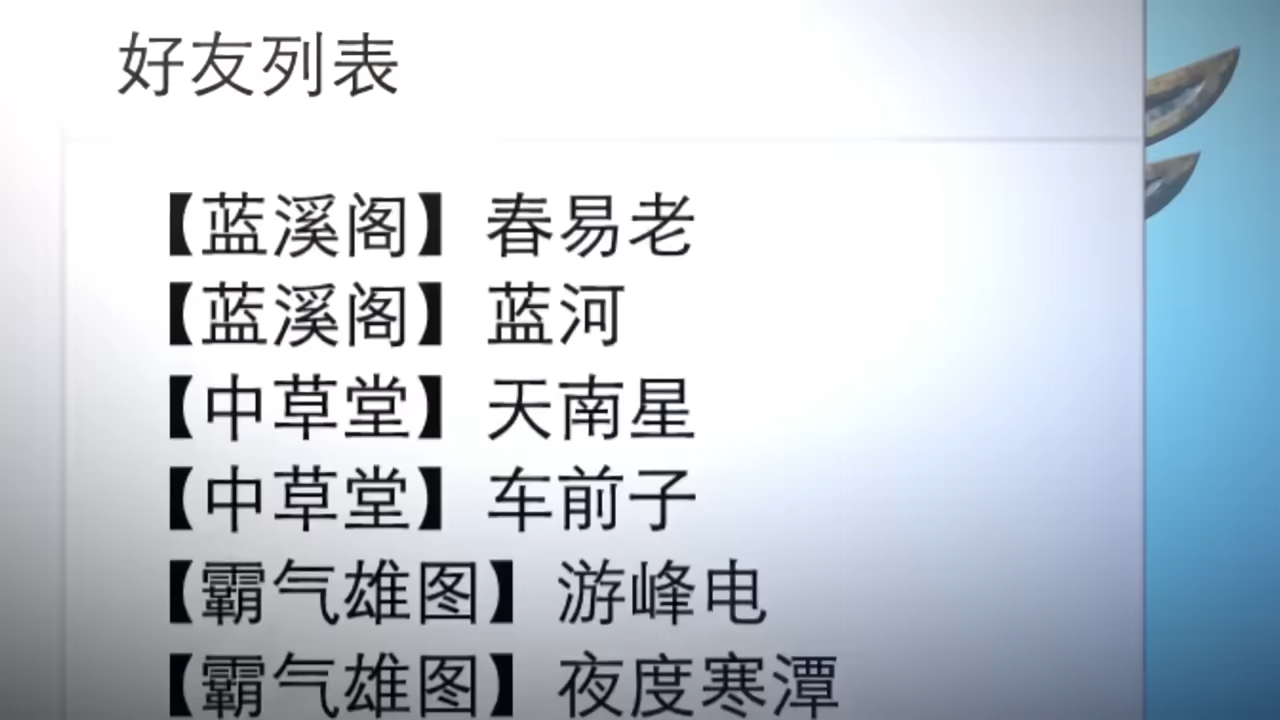 好友列表
【蓝溪阁】春易老
【蓝溪阁】蓝河
【中草堂】天南星
【中草堂】车前子
【霸气雄图】游峰电
【霸气雄图】夜度寒潭